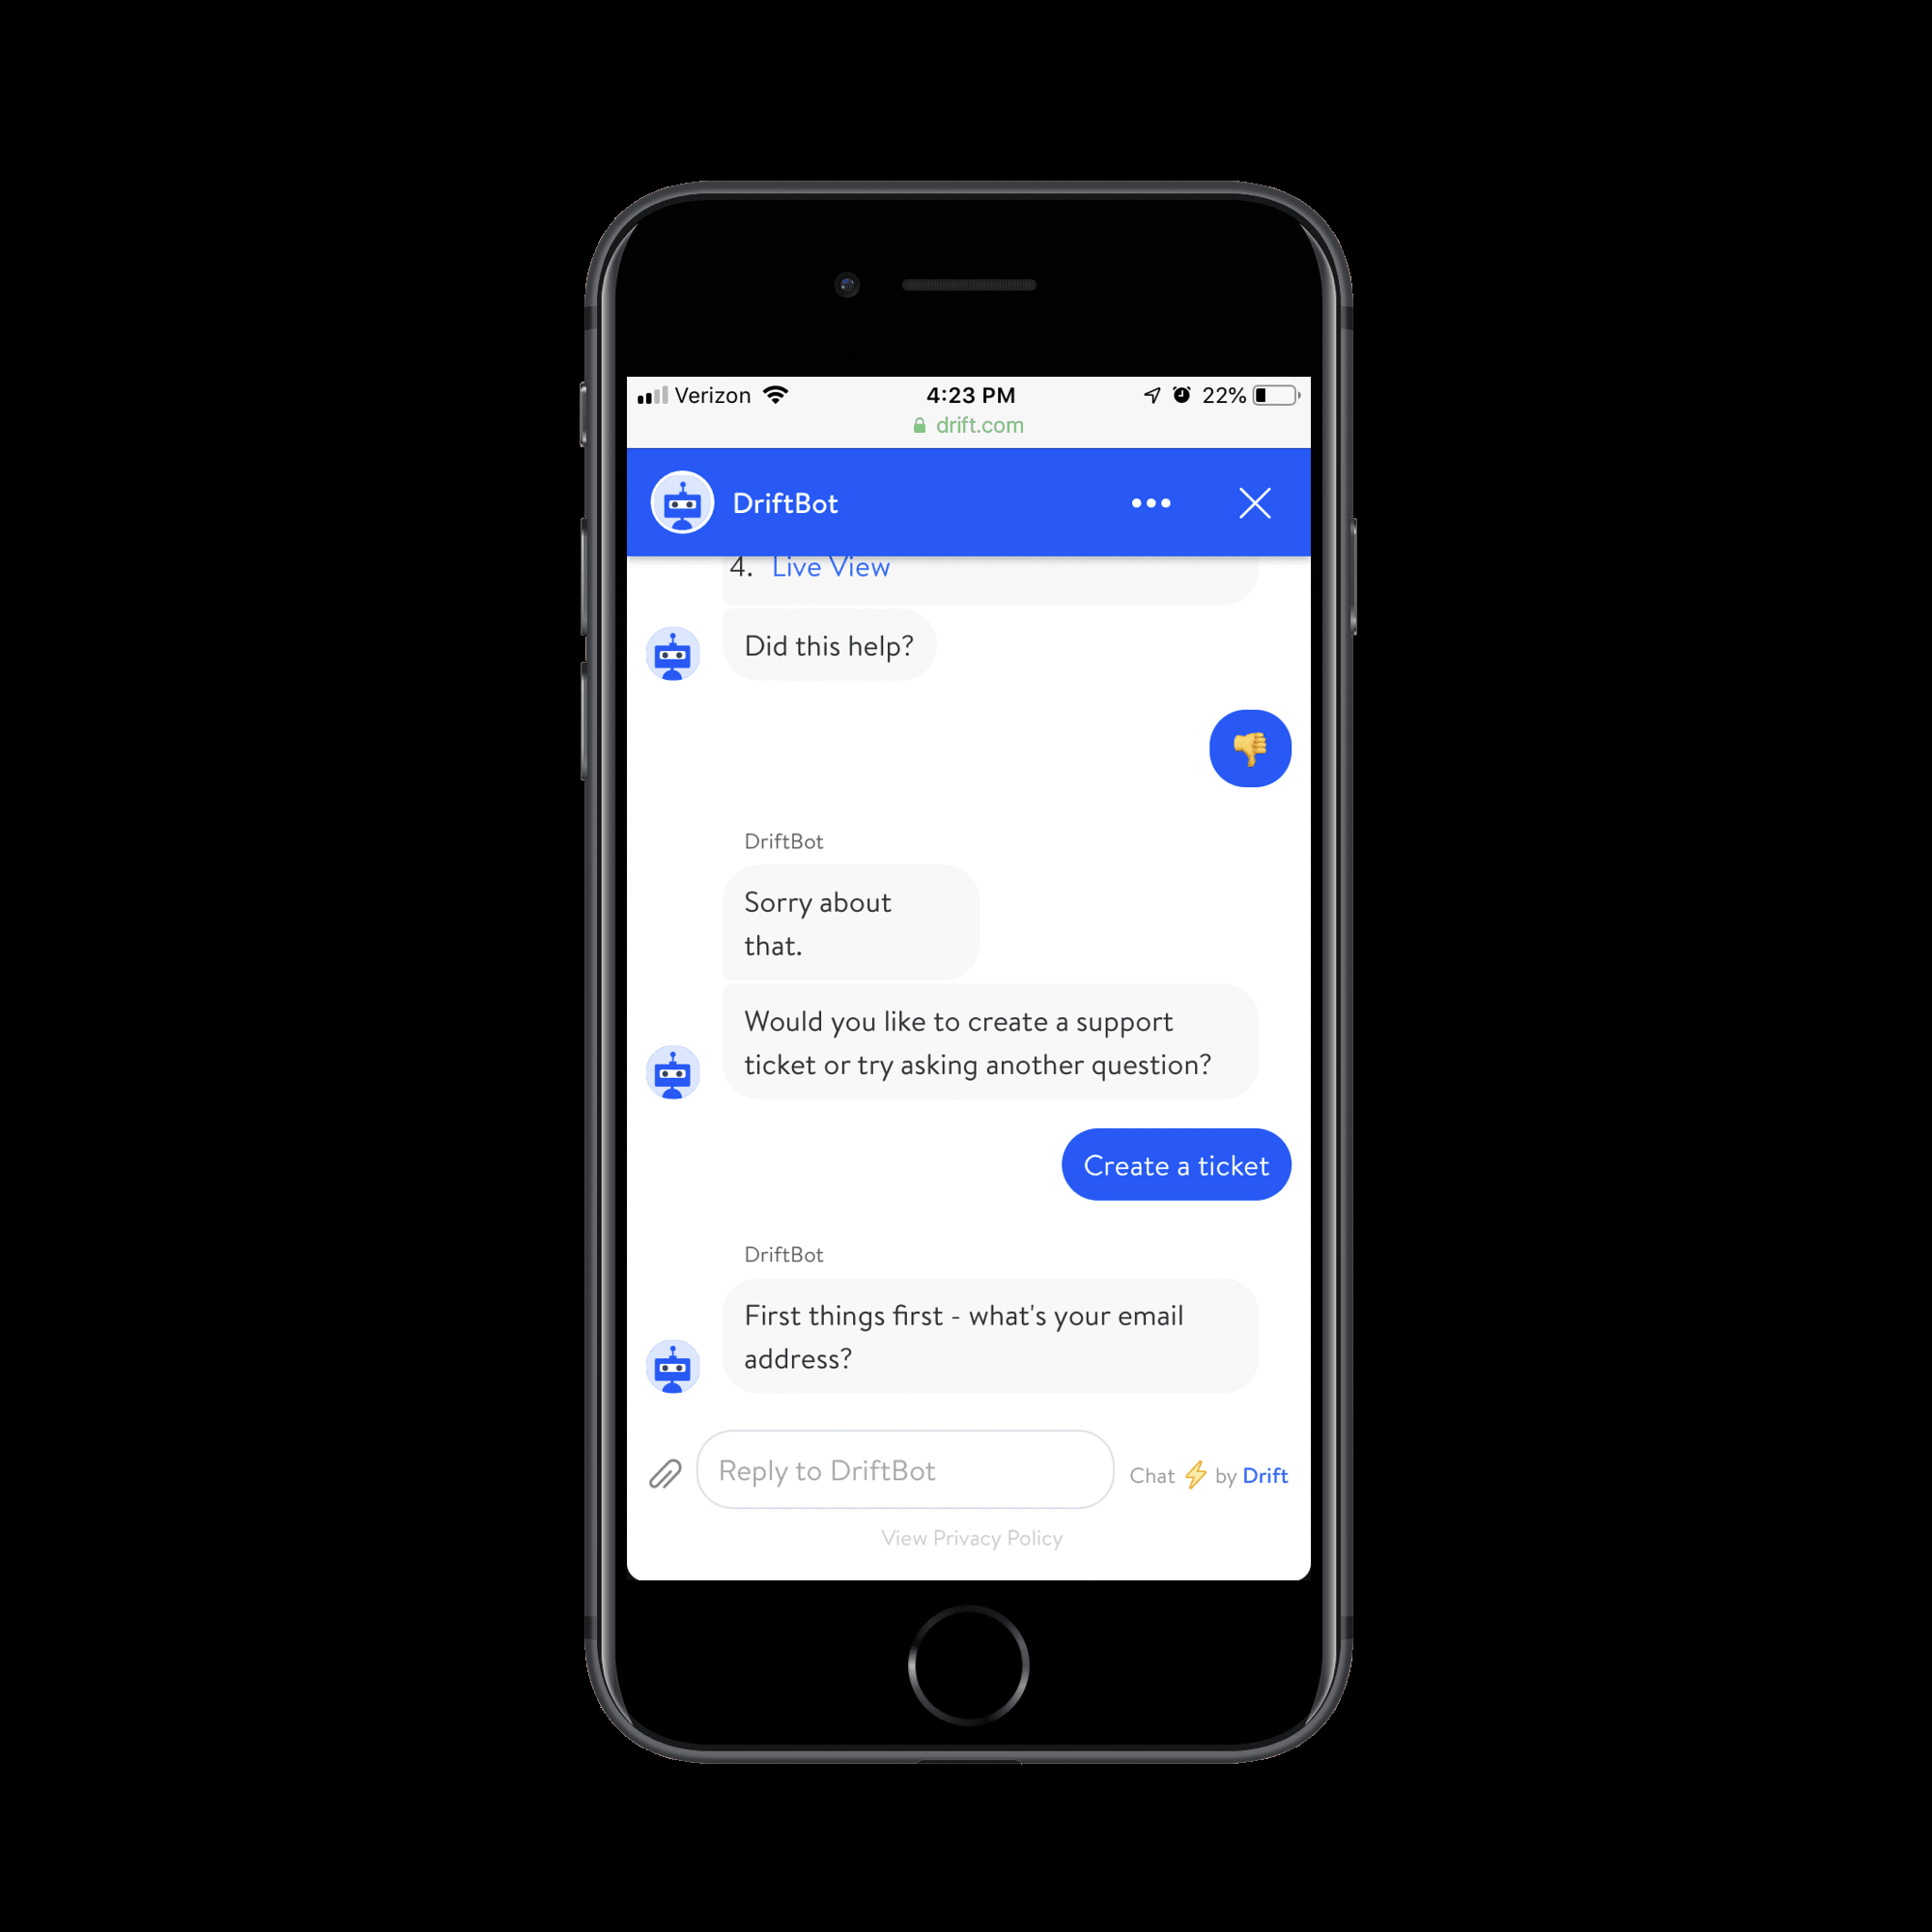 Verizon 4:23 PM 22%
drift.com
DriftBot
4. Live View
Did this help?
👎
DriftBot
Sorry about
that.
Would you like to create a support
ticket or try asking another question?
Create a ticket
DriftBot
First things first - what's your email
address?
Reply to DriftBot
Chat ⚡ by Drift
View Privacy Policy